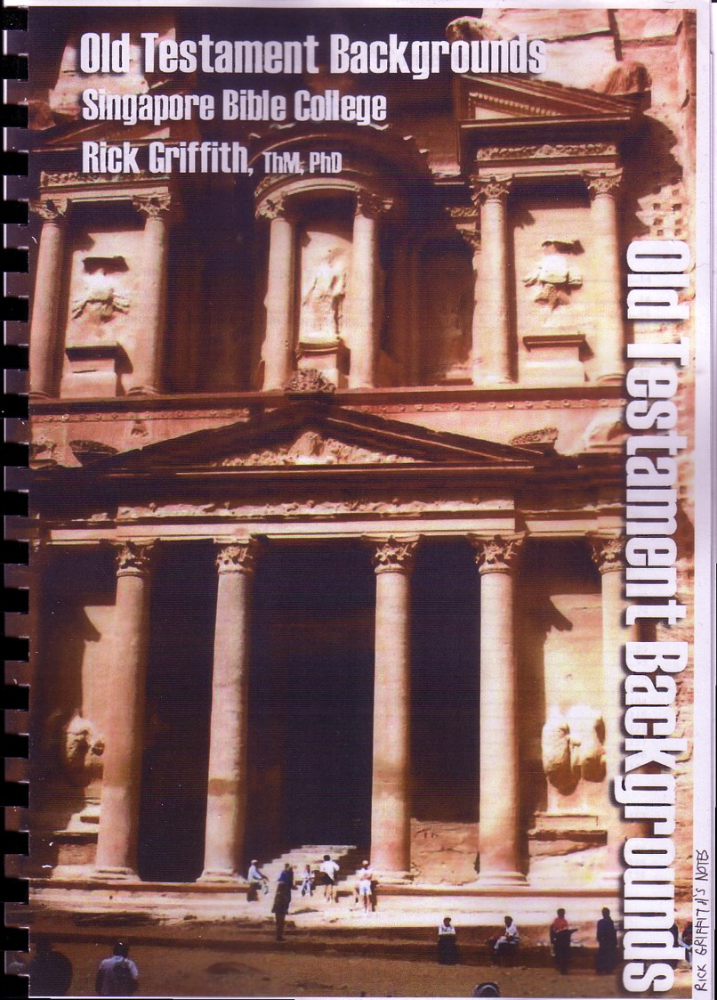 Old Testament Backgrounds
Singapore Bible College
Rick Griffith, ThM, PhD
Old Testament Backgrounds
RICK GRIFFITH'S NOTES